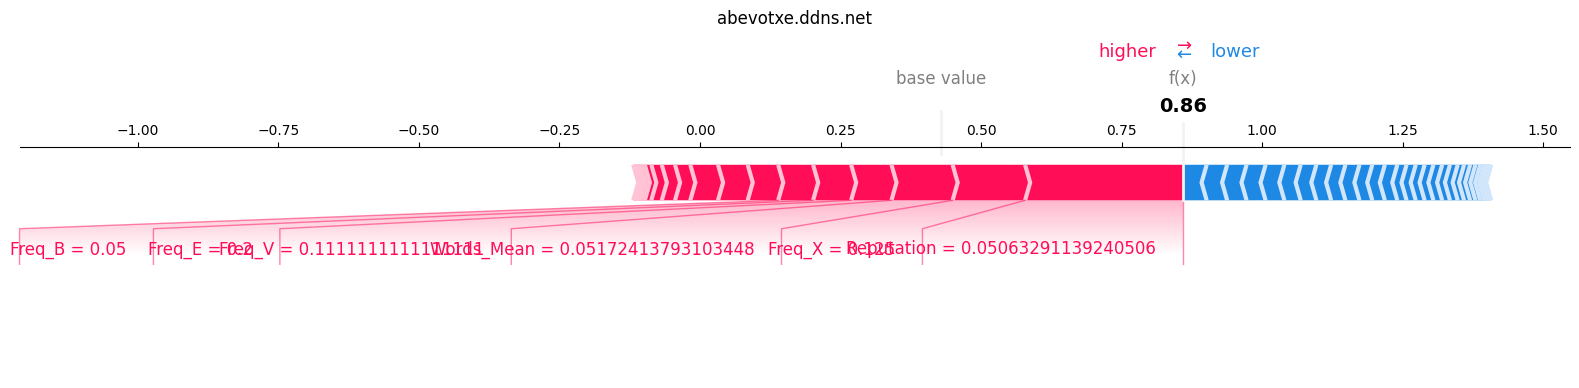 abevotxe.ddns.net
higher → ← lower
base value f(x)
0.86
−1.00 −0.75 −0.50 −0.25 0.00 0.25 0.50 0.75 1.00 1.25 1.50
Freq_B = 0.05 Freq_E = 0.2 Freq_V = 0.1111111111111111 Words_Mean = 0.05172413793103448 Freq_X = 0.125 Reputation = 0.05063291139240506